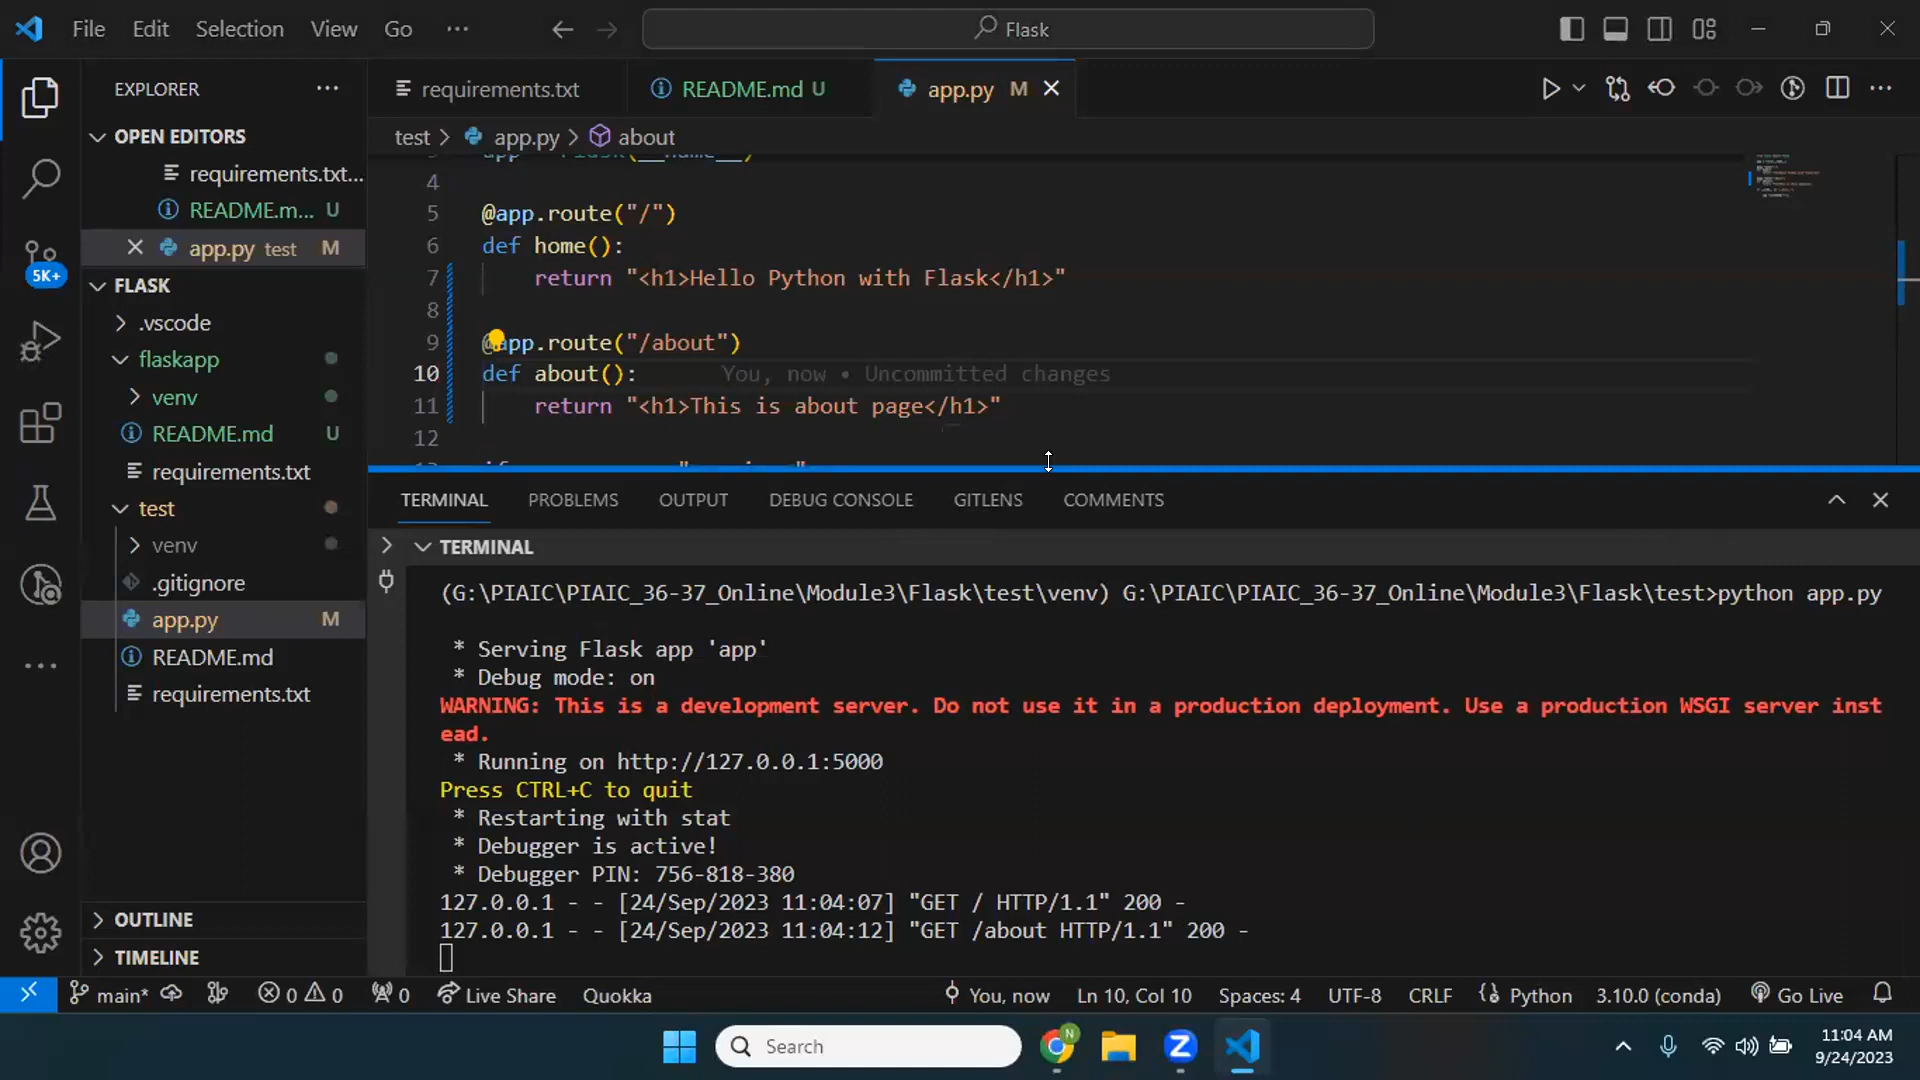 File Edit Selection View Go ··· Flask
EXPLORER ···
OPEN EDITORS
requirements.txt...
README.m... U
app.py test M
FLASK
.vscode
flaskapp
venv
README.md U
requirements.txt
test
venv
.gitignore
app.py M
README.md
requirements.txt
OUTLINE
TIMELINE
5K+
requirements.txt README.md U app.py M
test > app.py > about
4
5 @app.route("/")
6 def home():
7 return "<h1>Hello Python with Flask</h1>"
8
9 @app.route("/about")
10 def about(): You, now • Uncommitted changes
11 return "<h1>This is about page</h1>"
12
TERMINAL PROBLEMS OUTPUT DEBUG CONSOLE GITLENS COMMENTS
TERMINAL
(G:\PIAIC\PIAIC_36-37_Online\Module3\Flask\test\venv) G:\PIAIC\PIAIC_36-37_Online\Module3\Flask\test>python app.py
* Serving Flask app 'app'
* Debug mode: on
WARNING: This is a development server. Do not use it in a production deployment. Use a production WSGI server inst
ead.
* Running on http://127.0.0.1:5000
Press CTRL+C to quit
* Restarting with stat
* Debugger is active!
* Debugger PIN: 756-818-380
127.0.0.1 - - [24/Sep/2023 11:04:07] "GET / HTTP/1.1" 200 -
127.0.0.1 - - [24/Sep/2023 11:04:12] "GET /about HTTP/1.1" 200 -
main* 0 0 0 Live Share Quokka You, now Ln 10, Col 10 Spaces: 4 UTF-8 CRLF Python 3.10.0 (conda) Go Live
Search
N
11:04 AM
9/24/2023